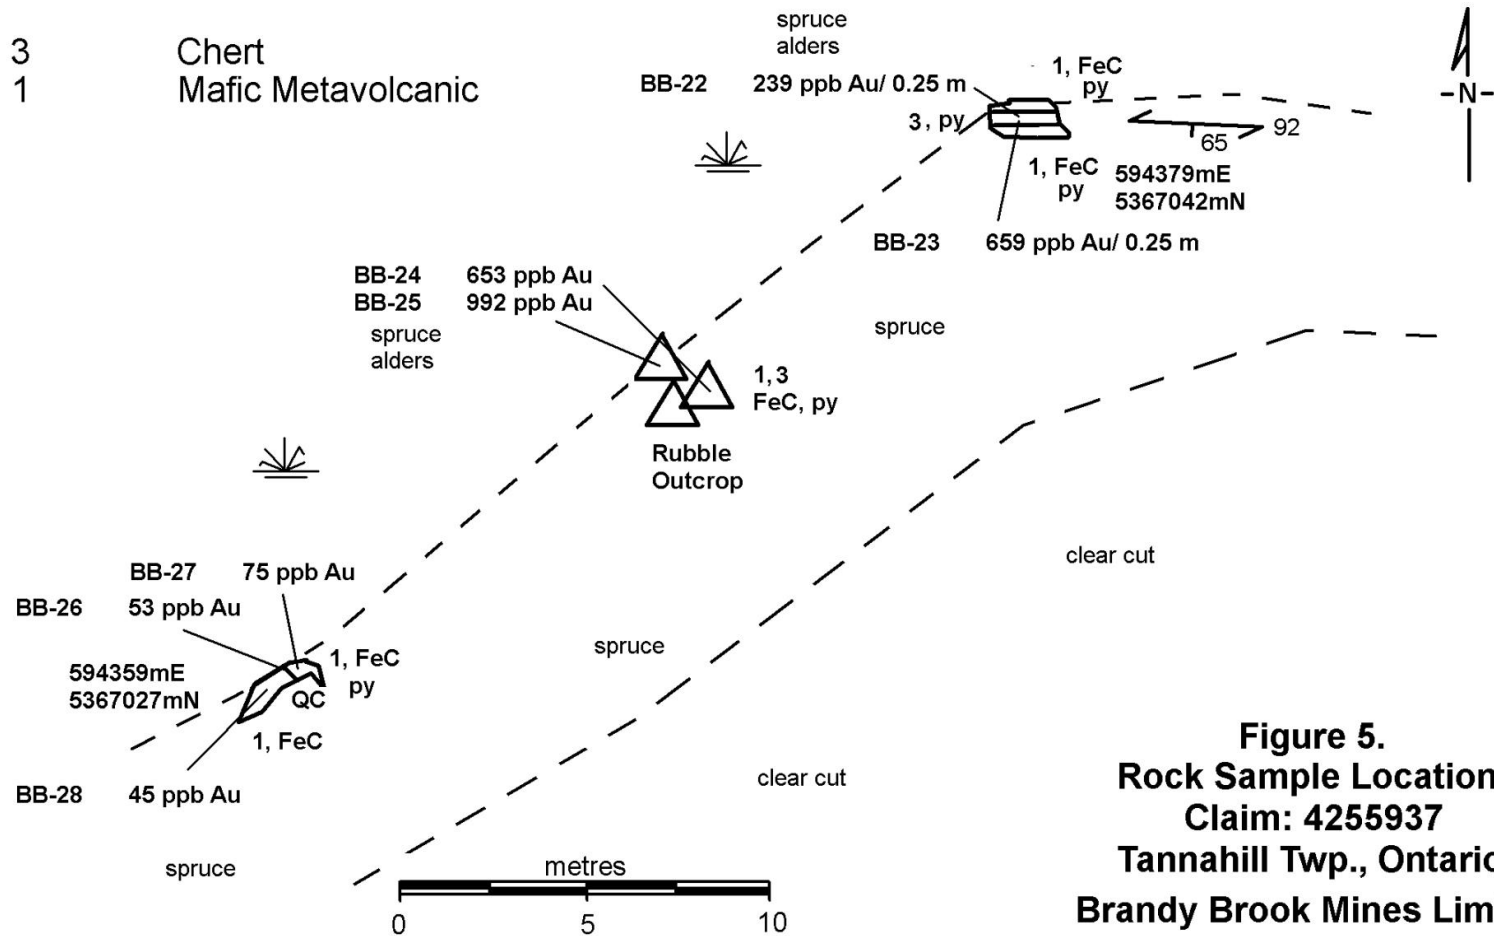 3 Chert
1 Mafic Metavolcanic
spruce
alders
BB-22 239 ppb Au/ 0.25 m
1, FeC
py
N
3, py
65
92
1, FeC
py
594379mE
5367042mN
BB-23 659 ppb Au/ 0.25 m
BB-24 653 ppb Au
BB-25 992 ppb Au
spruce
alders
spruce
1, 3
FeC, py
Rubble
Outcrop
clear cut
BB-27 75 ppb Au
BB-26 53 ppb Au
594359mE
5367027mN
1, FeC
py
QC
1, FeC
spruce
BB-28 45 ppb Au
clear cut
spruce
metres
0 5 10
Figure 5.
Rock Sample Location
Claim: 4255937
Tannahill Twp., Ontario
Brandy Brook Mines Lim